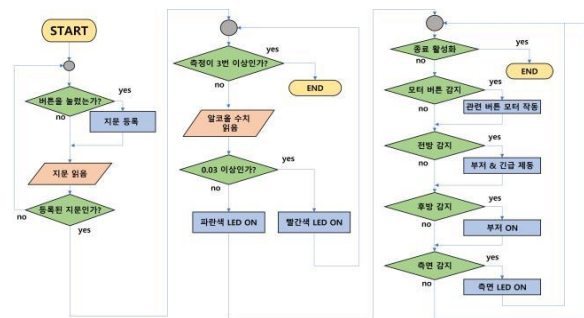 START
버튼을 눌렀는가?
yes
no
지문 등록
지문 읽음
등록된 지문인가?
no
yes
측정이 3번 이상인가?
yes
no
END
알코올 수치
읽음
0.03 이상인가?
yes
no
파란색 LED ON
빨간색 LED ON
종료 활성화
yes
no
END
모터 버튼 감지
yes
no
관련 버튼 모터 작동
전방 감지
yes
no
부저 & 긴급 제동
후방 감지
yes
no
부저 ON
측면 감지
yes
no
측면 LED ON